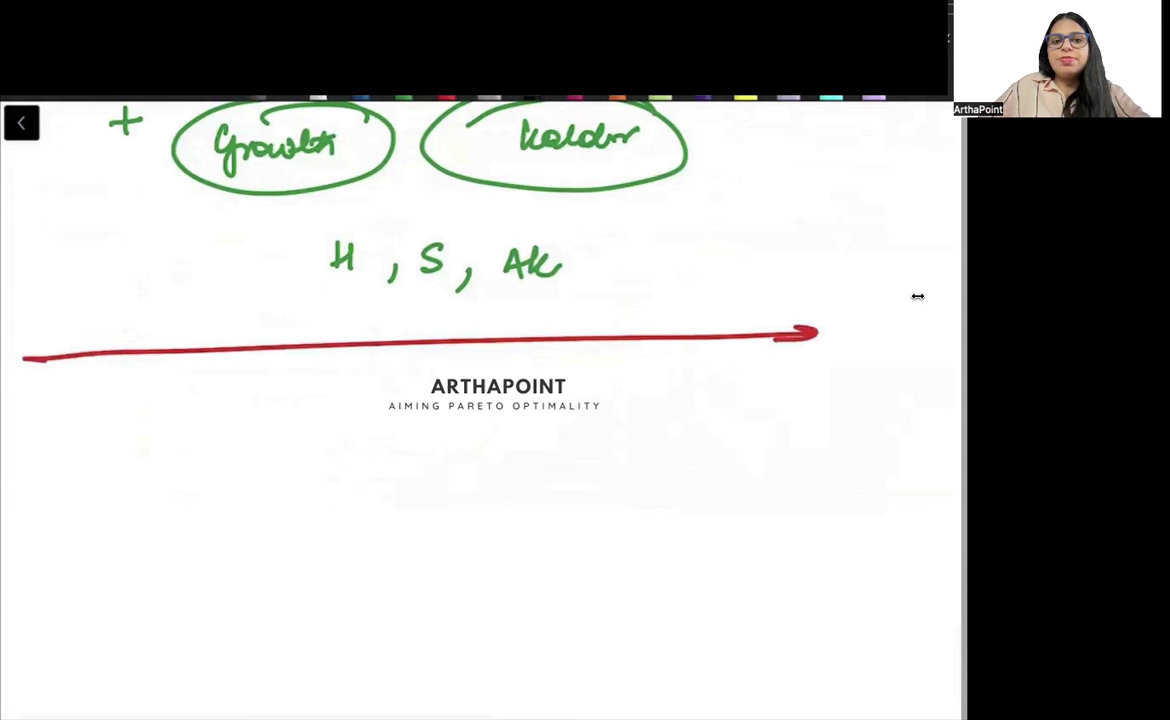 ArthaPoint
+ Growth Kaldor
H , S , AK
ARTHAPOINT
AIMING PARETO OPTIMALITY